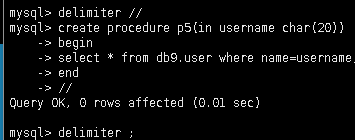 mysql> delimiter //
mysql> create procedure p5(in username char(20))
-> begin
-> select * from db9.user where name=username
-> end
-> //
Query OK, 0 rows affected (0.01 sec)
mysql> delimiter ;